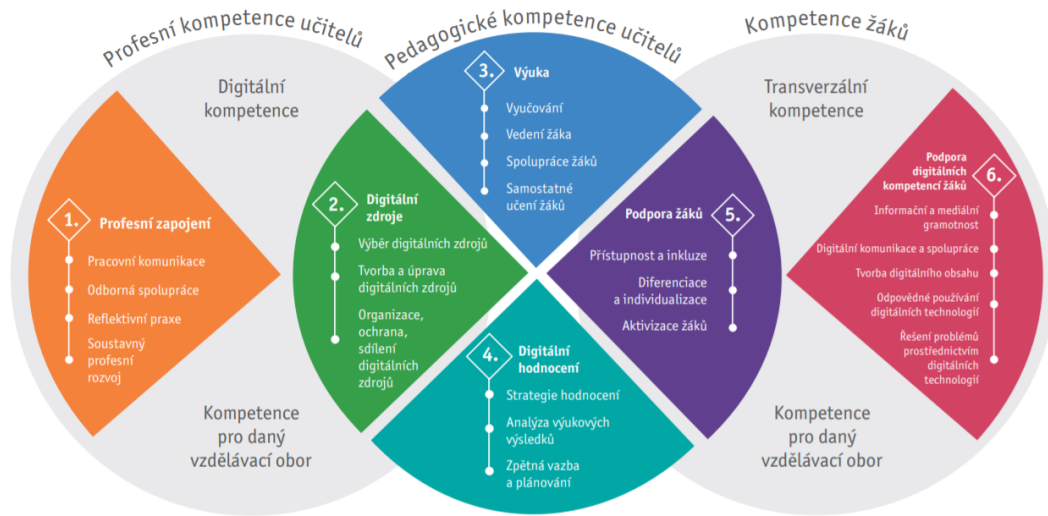 Profesní kompetence učitelů
Pedagogické kompetence učitelů
Kompetence žáků
Digitální
kompetence
Transverzální
kompetence
1.
Profesní zapojení
Pracovní komunikace
Odborná spolupráce
Reflektivní praxe
Soustavný
profesní
rozvoj
2.
Digitální
zdroje
Výběr digitálních zdrojů
Tvorba a úprava
digitálních zdrojů
Organizace,
ochrana,
sdílení
digitálních
zdrojů
3.
Výuka
Vyučování
Vedení žáka
Spolupráce žáků
Samostatné
učení žáků
4.
Digitální
hodnocení
Strategie hodnocení
Analýza výukových
výsledků
Zpětná vazba
a plánování
5.
Podpora žáků
Přístupnost a inkluze
Diferenciace
a individualizace
Aktivizace žáků
6.
Podpora
digitálních
kompetencí žáků
Informační a mediální
gramotnost
Digitální komunikace a spolupráce
Tvorba digitálního obsahu
Odpovědné používání
digitálních technologií
Řešení problémů
prostřednictvím
digitálních
technologií
Kompetence
pro daný
vzdělávací obor
Kompetence
pro daný
vzdělávací obor